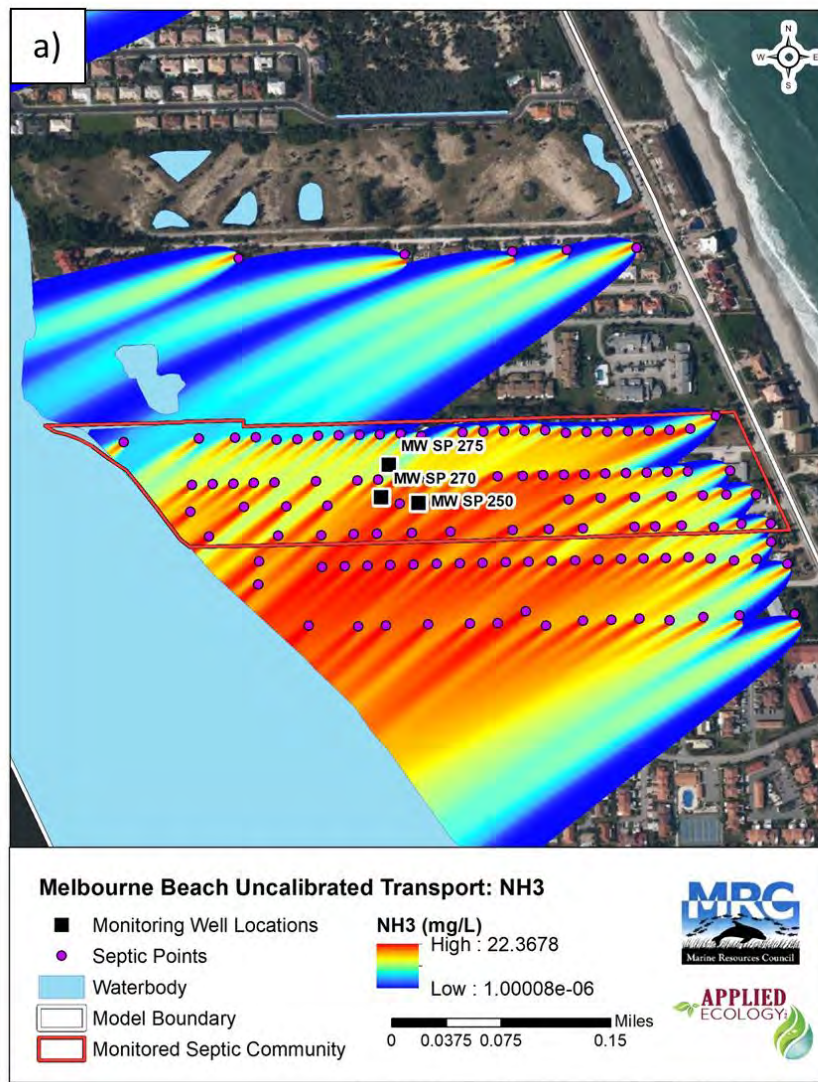 a)
N
W E
S
MW SP 275
MW SP 270
MW SP 250
Melbourne Beach Uncalibrated Transport: NH3
Monitoring Well Locations
Septic Points
Waterbody
Model Boundary
Monitored Septic Community
NH3 (mg/L)
High : 22.3678
Low : 1.00008e-06
Miles
0 0.0375 0.075 0.15
MRC
Marine Resources Council
APPLIED
ECOLOGY